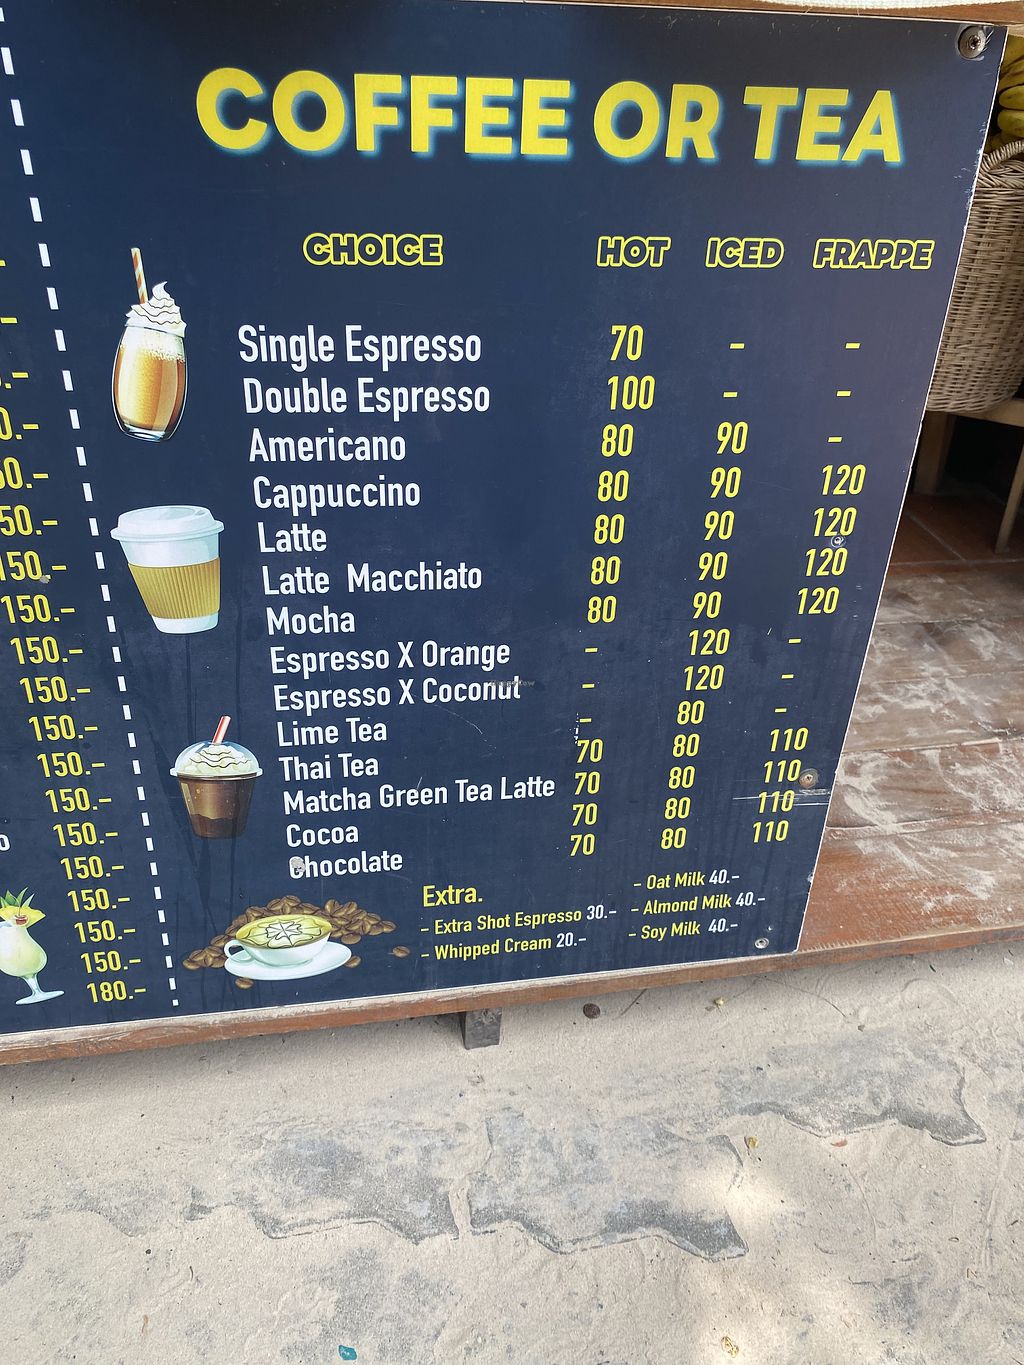 COFFEE OR TEA
CHOICE HOT ICED FRAPPE
Single Espresso 70 - -
Double Espresso 100 - -
Americano 80 90 -
Cappuccino 80 90 120
Latte 80 90 120
Latte Macchiato 80 90 120
Mocha 80 90 120
Espresso X Orange - 120 -
Espresso X Coconut - 120 -
Lime Tea - 80 -
Thai Tea 70 80 110
Matcha Green Tea Latte 70 80 110
Cocoa 70 80 110
Chocolate 70 80 110
Extra.
- Extra Shot Espresso 30.-
- Whipped Cream 20.-
- Oat Milk 40.-
- Almond Milk 40.-
- Soy Milk 40.-
150.-
150.-
150.-
150.-
150.-
150.-
150.-
150.-
150.-
150.-
150.-
150.-
180.-